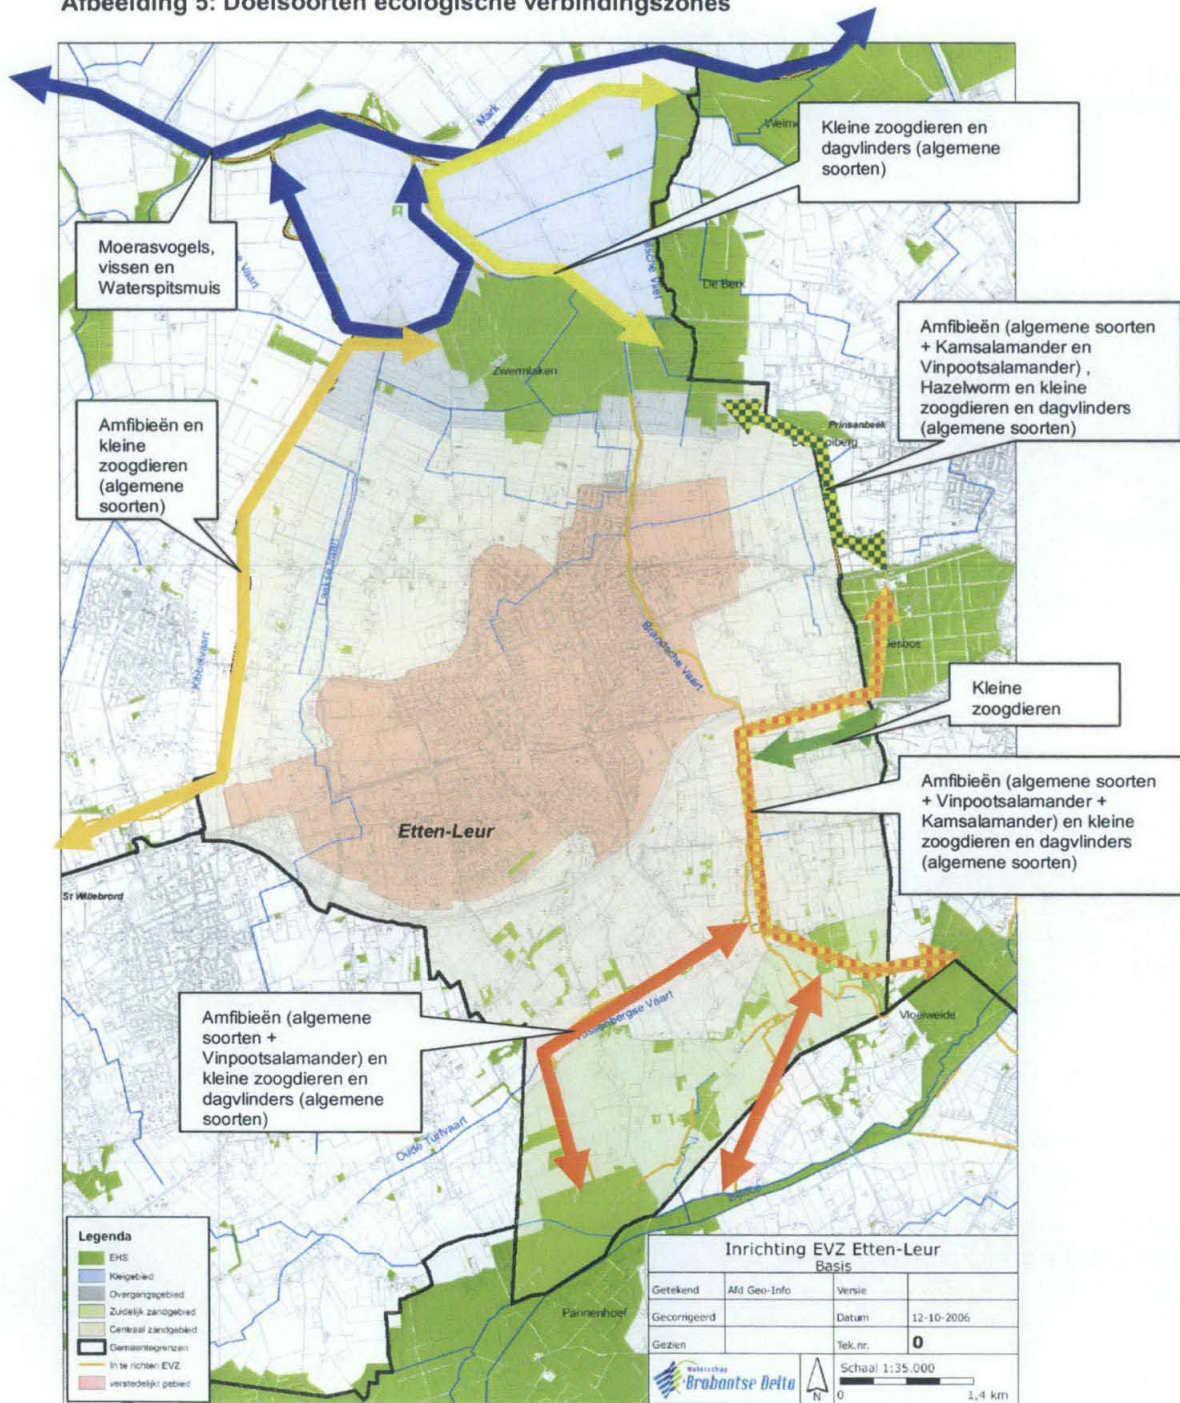 Afbeelding 5: Doelsoorten ecologische verbindingszones
Mark
Kleine zoogdieren en
dagvlinders (algemene
soorten)
Moerasvogels,
vissen en
Waterspitsmuis
Vaart
De Berk
Amfibieën (algemene soorten
+ Kamsalamander en
Vinpootsalamander) ,
Hazelworm en kleine
zoogdieren en dagvlinders
(algemene soorten)
Zwermlaken
Prinsenbeek
Amfibieën en
kleine
zoogdieren
(algemene
soorten)
Kibbelvaart
Brandsche Vaart
Kleine
zoogdieren
Amfibieën (algemene soorten
+ Vinpootsalamander +
Kamsalamander) en kleine
zoogdieren en dagvlinders
(algemene soorten)
Etten-Leur
St Willebrord
Vloeiweide
Amfibieën (algemene
soorten +
Vinpootsalamander) en
kleine zoogdieren en
dagvlinders (algemene
soorten)
Vaart
Oude Turfvaart
Pannenhoef
Legenda
EHS
Kleigebied
Overgangsgebied
Zuidelijk zandgebied
Centraal zandgebied
Gemeentegrenzen
In te richten EVZ
verstedelijkt gebied
Inrichting EVZ Etten-Leur
Basis
Getekend Afd Geo-Info Versie
Gecorrigeerd Datum 12-10-2006
Gezien Tek.nr. 0
Waterschap
Brabantse Delta
N
Schaal 1:35.000
0 1,4 km